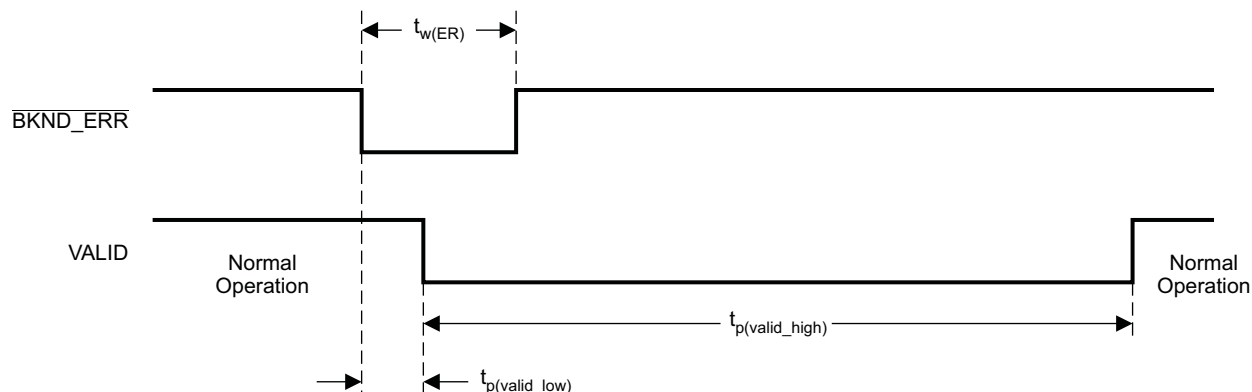 tw(ER)
BKND_ERR
VALID
Normal
Operation
Normal
Operation
tp(valid_high)
tp(valid_low)